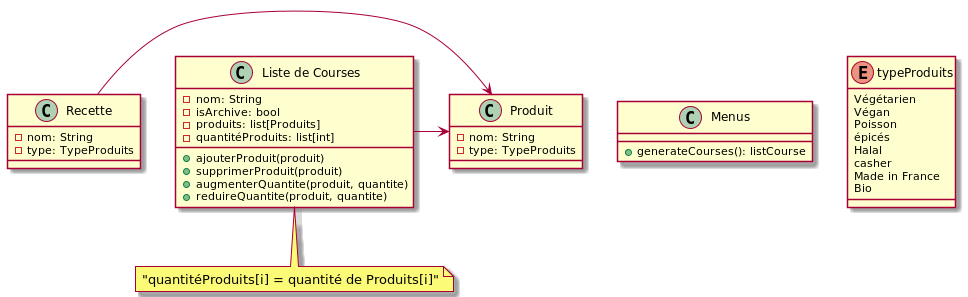 C Recette
nom: String
type: TypeProduits
C Liste de Courses
nom: String
isArchive: bool
produits: list[Produits]
quantitéProduits: list[int]
ajouterProduit(produit)
supprimerProduit(produit)
augmenterQuantite(produit, quantite)
reduireQuantite(produit, quantite)
"quantitéProduits[i] = quantité de Produits[i]"
C Produit
nom: String
type: TypeProduits
C Menus
generateCourses(): listCourse
E typeProduits
Végétarien
Végan
Poisson
épicés
Halal
casher
Made in France
Bio